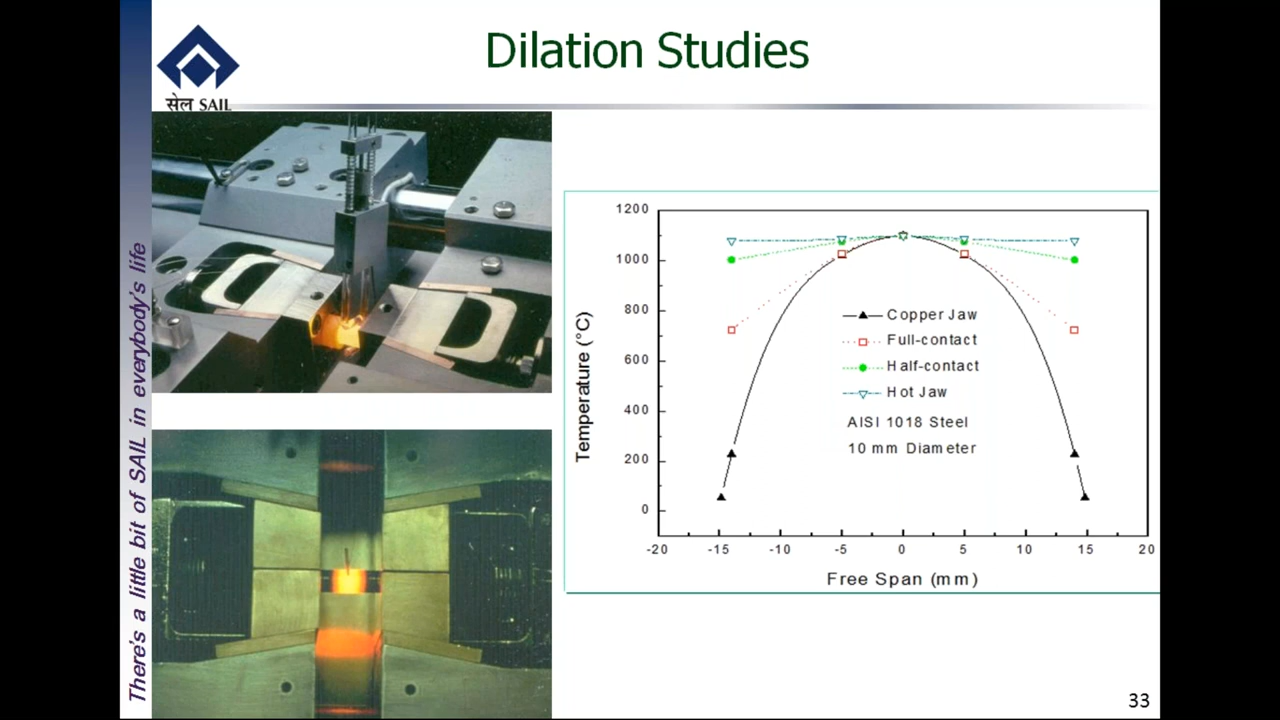 Dilation Studies
सेल SAIL
There's a little bit of SAIL in everybody's life
1200
1000
800
600
400
200
0
Temperature (°C)
Copper Jaw
Full-contact
Half-contact
Hot Jaw
AISI 1018 Steel
10 mm Diameter
-20 -15 -10 -5 0 5 10 15 20
Free Span (mm)
33